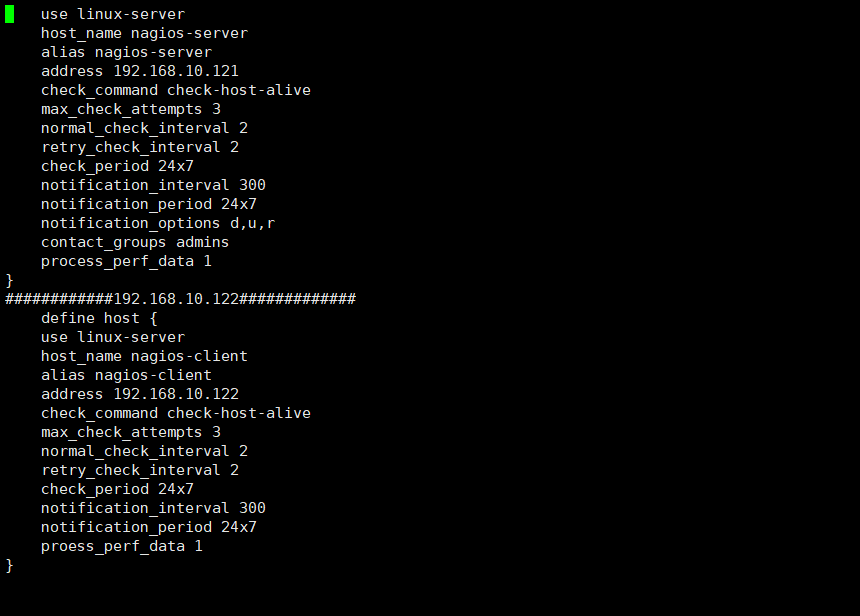 use linux-server
host_name nagios-server
alias nagios-server
address 192.168.10.121
check_command check-host-alive
max_check_attempts 3
normal_check_interval 2
retry_check_interval 2
check_period 24x7
notification_interval 300
notification_period 24x7
notification_options d,u,r
contact_groups admins
process_perf_data 1
}
############192.168.10.122#############
define host {
use linux-server
host_name nagios-client
alias nagios-client
address 192.168.10.122
check_command check-host-alive
max_check_attempts 3
normal_check_interval 2
retry_check_interval 2
check_period 24x7
notification_interval 300
notification_period 24x7
proess_perf_data 1
}